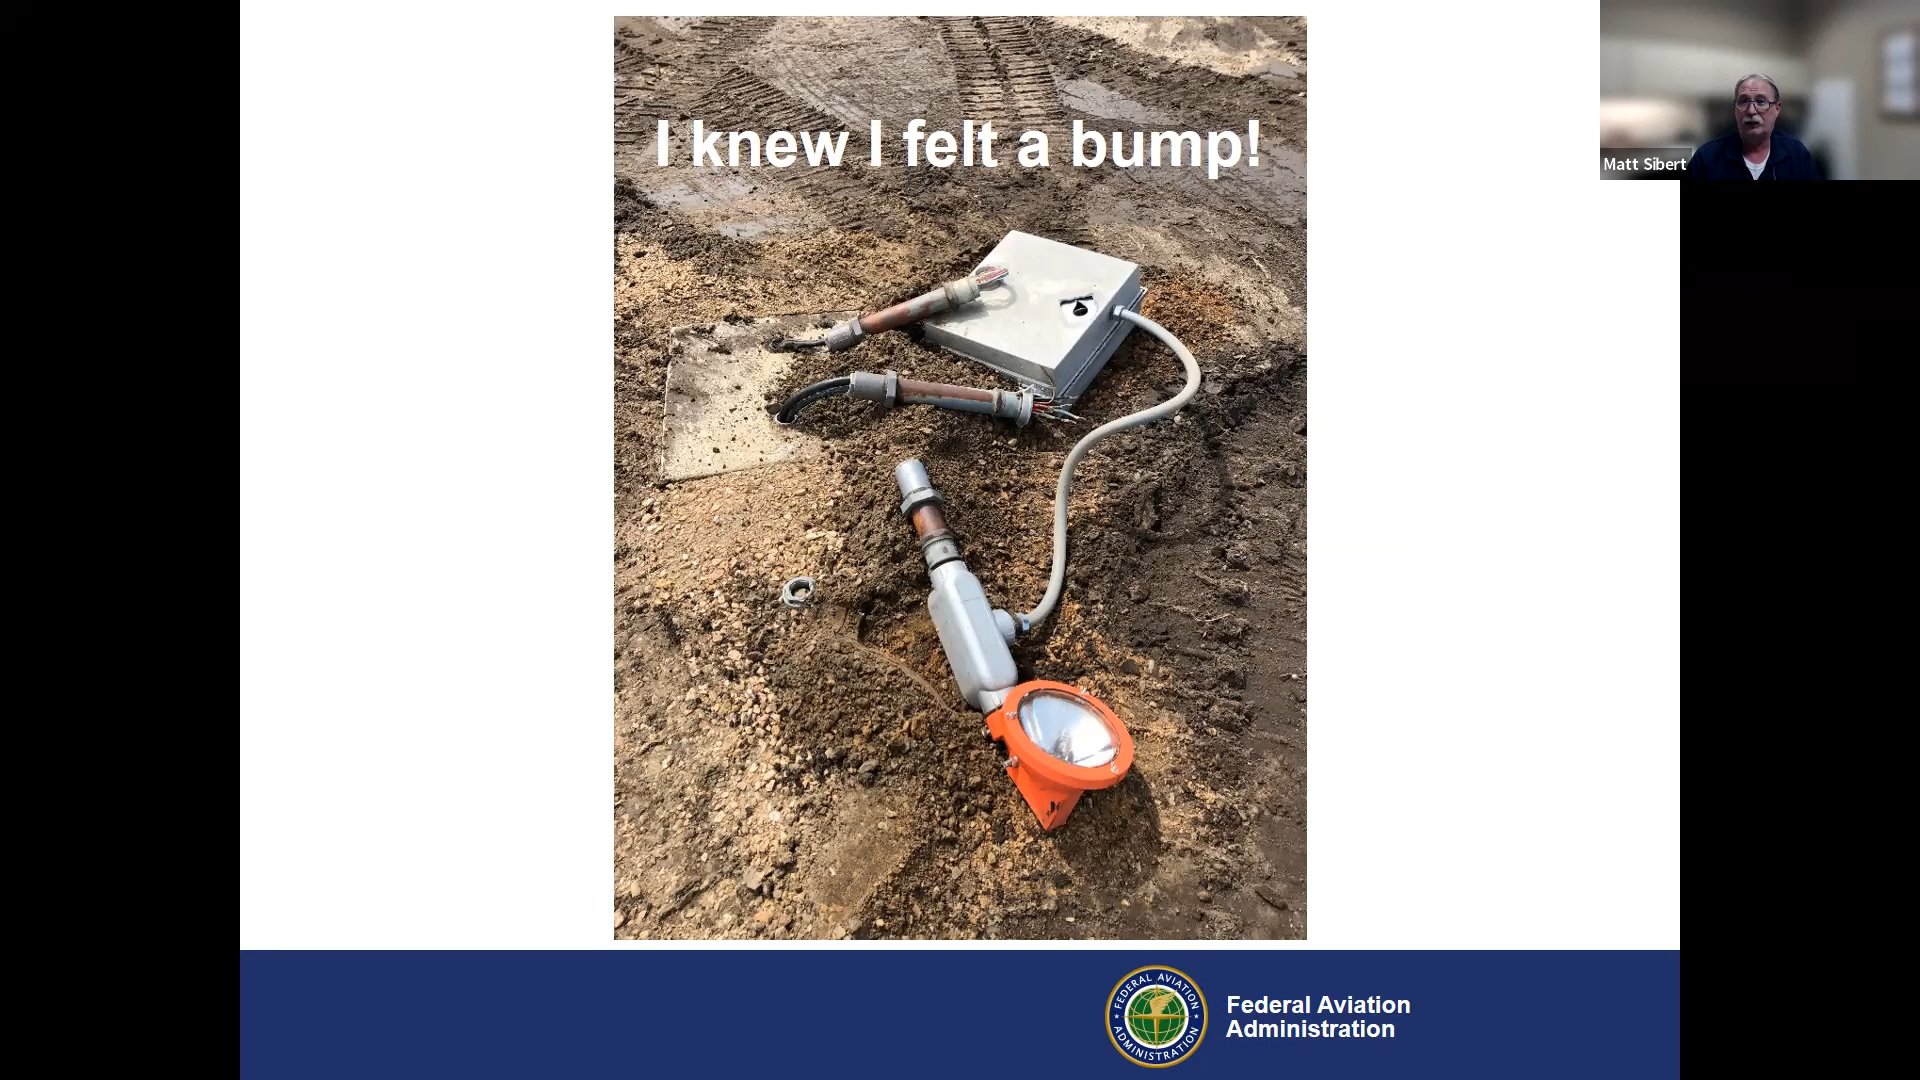 I knew I felt a bump!
Matt Sibert
FEDERAL AVIATION
ADMINISTRATION
Federal Aviation
Administration